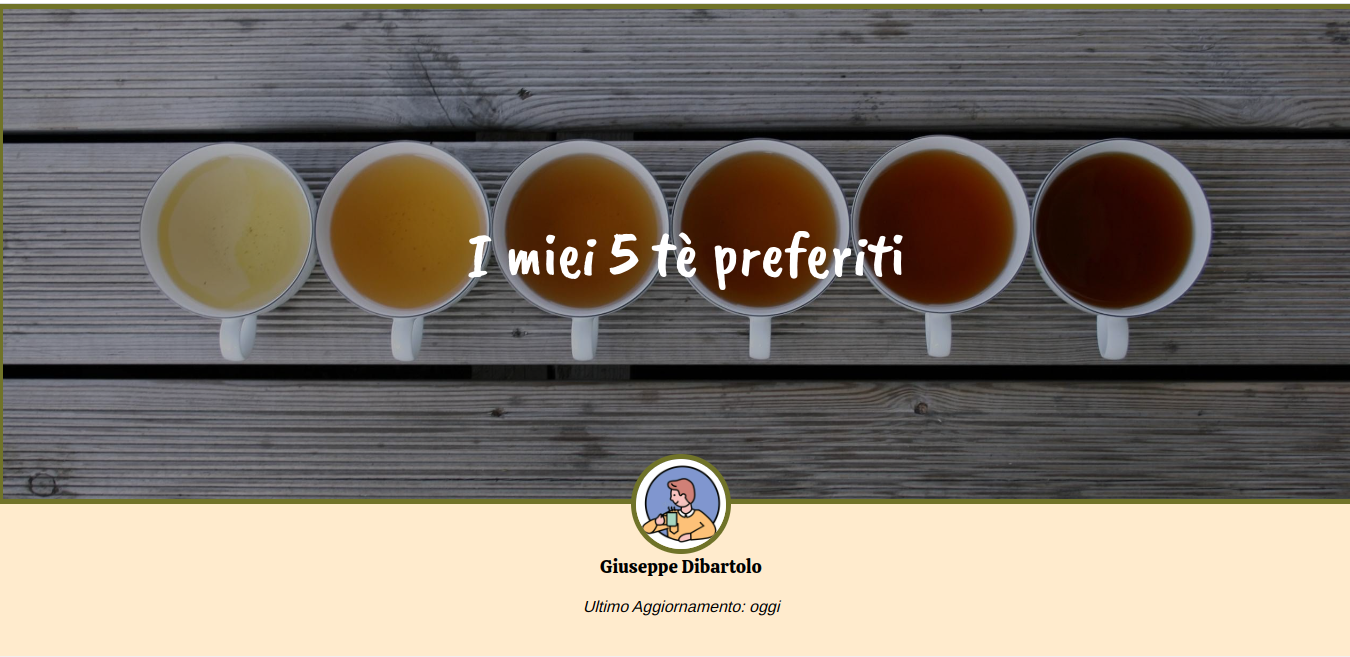 I miei 5 tè preferiti
Giuseppe Dibartolo
Ultimo Aggiornamento: oggi